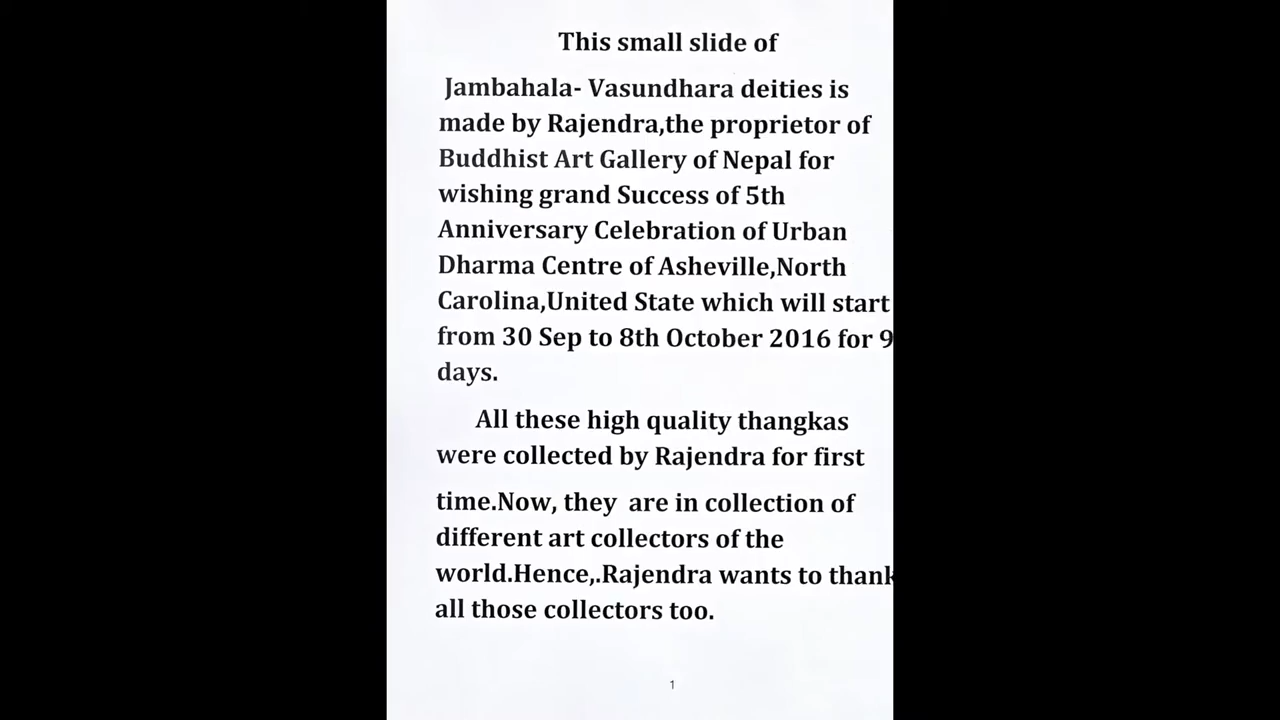 This small slide of
Jambahala- Vasundhara deities is
made by Rajendra,the proprietor of
Buddhist Art Gallery of Nepal for
wishing grand Success of 5th
Anniversary Celebration of Urban
Dharma Centre of Asheville,North
Carolina,United State which will start
from 30 Sep to 8th October 2016 for 9
days.
All these high quality thangkas
were collected by Rajendra for first
time.Now, they are in collection of
different art collectors of the
world.Hence,.Rajendra wants to thank
all those collectors too.
1